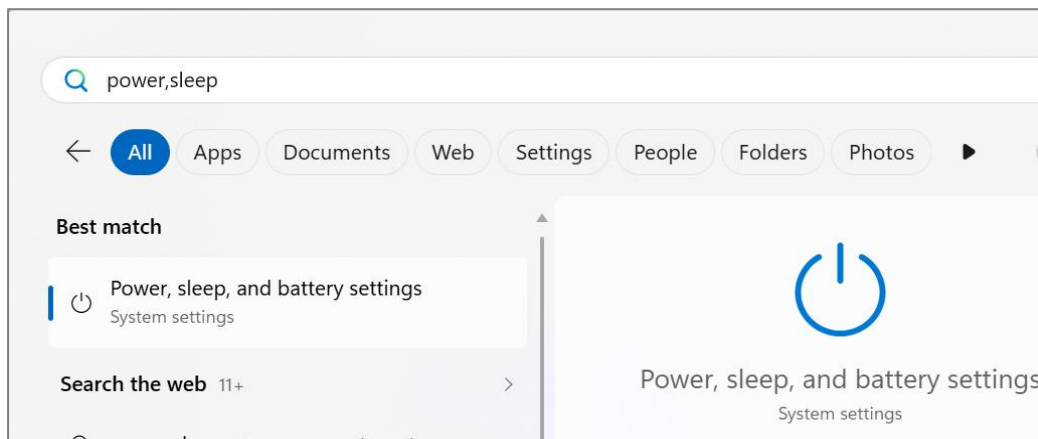 power,sleep
All Apps Documents Web Settings People Folders Photos
Best match
Power, sleep, and battery settings
System settings
Search the web 11+
Power, sleep, and battery settings
System settings